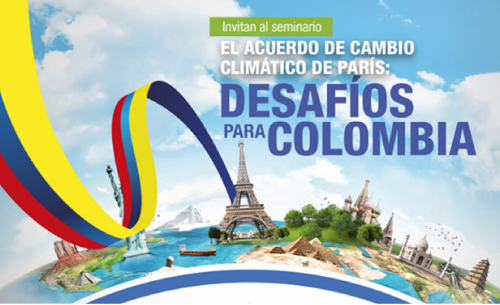 Invitan al seminario
EL ACUERDO DE CAMBIO
CLIMÁTICO DE PARÍS:
DESAFÍOS
PARA COLOMBIA